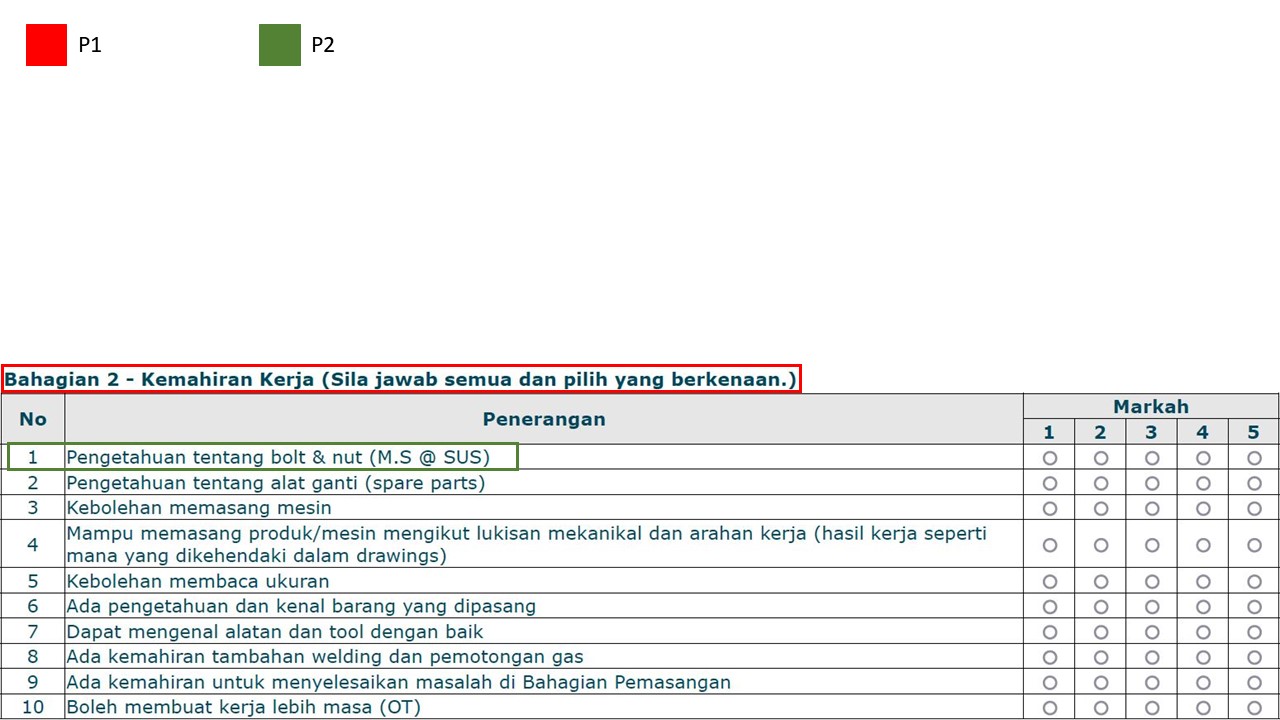 P1 P2
Bahagian 2 - Kemahiran Kerja (Sila jawab semua dan pilih yang berkenaan.)
No Penerangan Markah
1 2 3 4 5
1 Pengetahuan tentang bolt & nut (M.S @ SUS)
2 Pengetahuan tentang alat ganti (spare parts)
3 Kebolehan memasang mesin
4 Mampu memasang produk/mesin mengikut lukisan mekanikal dan arahan kerja (hasil kerja seperti
mana yang dikehendaki dalam drawings)
5 Kebolehan membaca ukuran
6 Ada pengetahuan dan kenal barang yang dipasang
7 Dapat mengenal alatan dan tool dengan baik
8 Ada kemahiran tambahan welding dan pemotongan gas
9 Ada kemahiran untuk menyelesaikan masalah di Bahagian Pemasangan
10 Boleh membuat kerja lebih masa (OT)